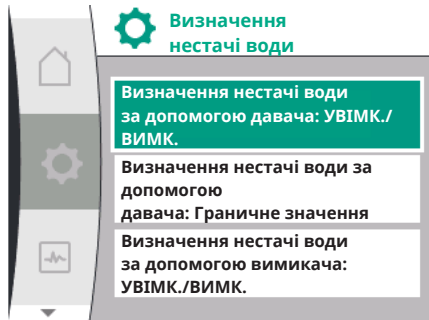 Визначення
нестачі води
Визначення нестачі води
за допомогою давача: УВІМК./
ВИМК.
Визначення нестачі води за
допомогою
давача: Граничне значення
Визначення нестачі води
за допомогою вимикача:
УВІМК./ВИМК.